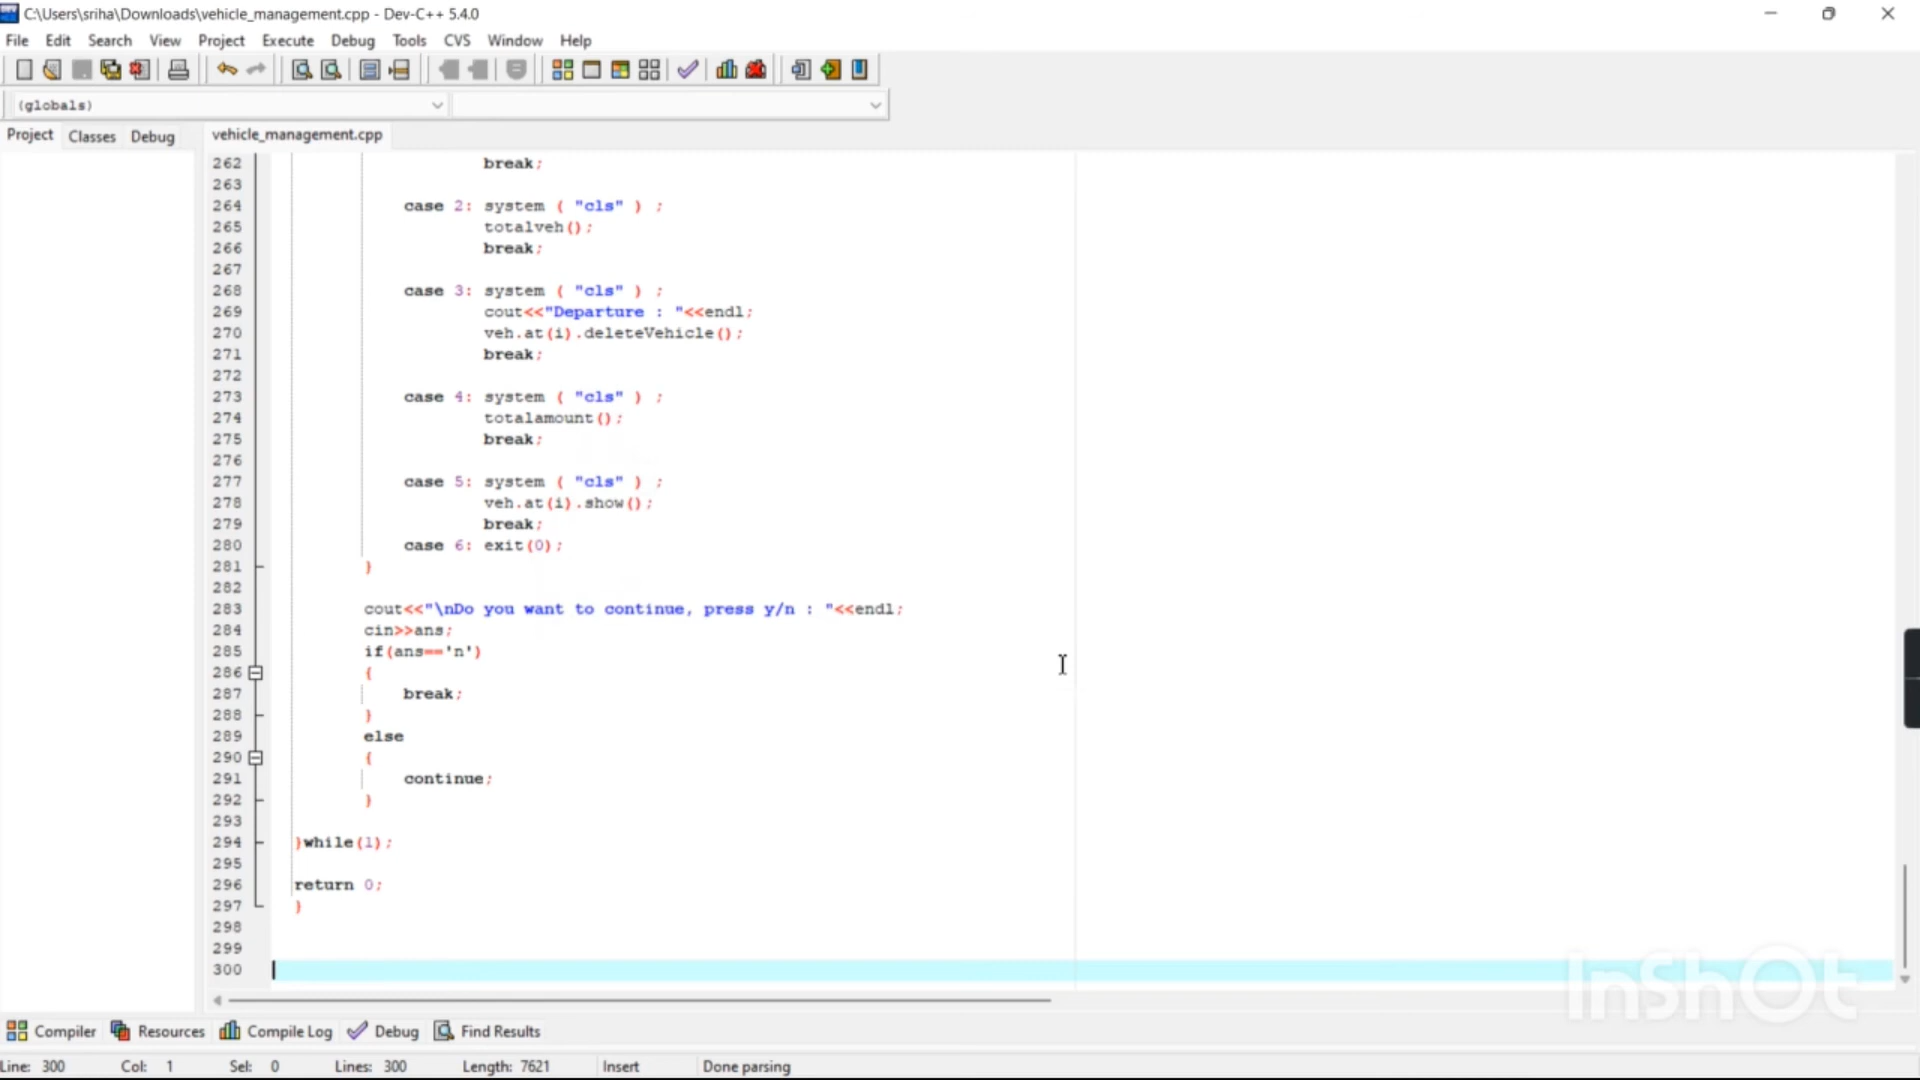 C:\Users\sriha\Downloads\vehicle_management.cpp - Dev-C++ 5.4.0
File Edit Search View Project Execute Debug Tools CVS Window Help
(globals)
Project Classes Debug vehicle_management.cpp
262 break;
263
264 case 2: system ( "cls" ) ;
265 totalveh();
266 break;
267
268 case 3: system ( "cls" ) ;
269 cout<<"Departure : "<<endl;
270 veh.at(i).deleteVehicle();
271 break;
272
273 case 4: system ( "cls" ) ;
274 totalamount();
275 break;
276
277 case 5: system ( "cls" ) ;
278 veh.at(i).show();
279 break;
280 case 6: exit(0);
281 }
282
283 cout<<"\nDo you want to continue, press y/n : "<<endl;
284 cin>>ans;
285 if(ans=='n')
286 {
287 break;
288 }
289 else
290 {
291 continue;
292 }
293
294 }while(1);
295
296 return 0;
297 }
298
299
300
InShOt
Compiler Resources Compile Log Debug Find Results
Line: 300 Col: 1 Sel: 0 Lines: 300 Length: 7621 Insert Done parsing